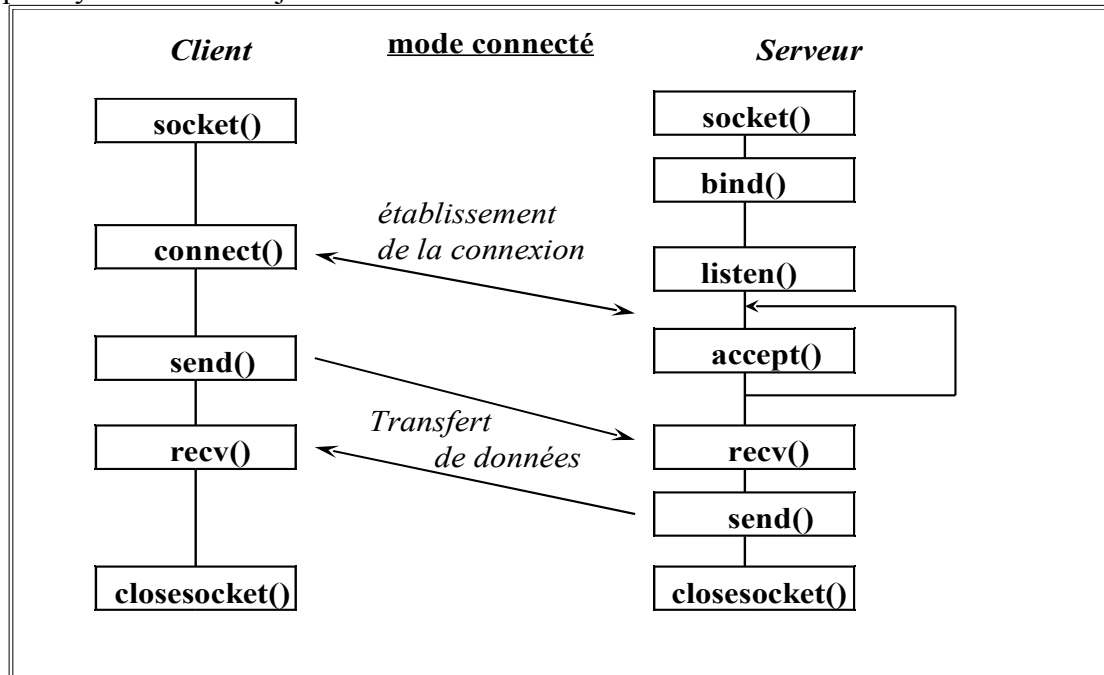 Client
mode connecté
Serveur
socket()
connect()
send()
recv()
closesocket()
établissement
de la connexion
Transfert
de données
socket()
bind()
listen()
accept()
recv()
send()
closesocket()